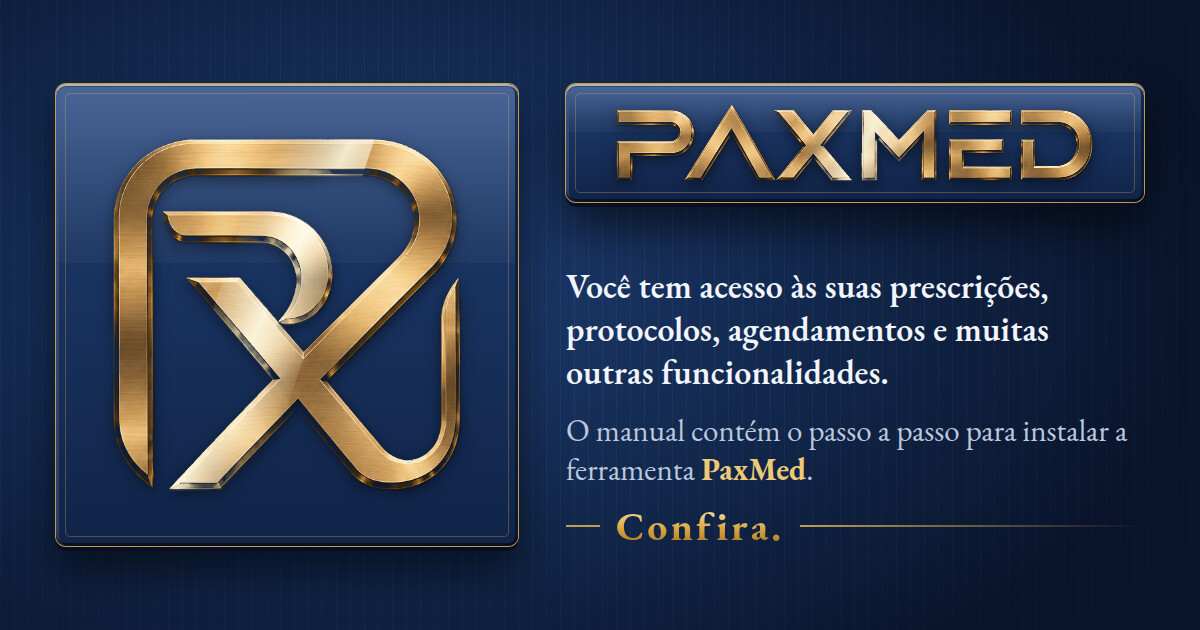 PAXMED
Você tem acesso às suas prescrições,
protocolos, agendamentos e muitas
outras funcionalidades.
O manual contém o passo a passo para instalar a
ferramenta PaxMed.
Confira.